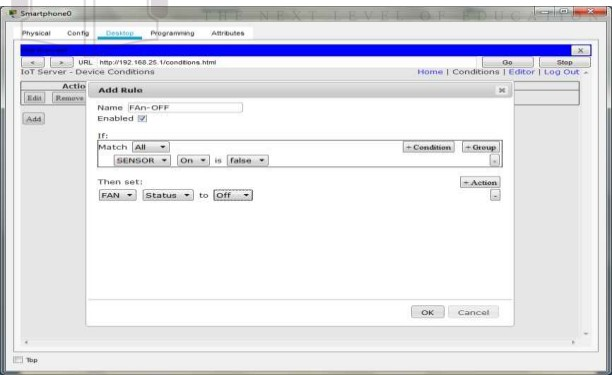 Smartphone0
THE NEXT LEVEL OF EDUCA
Physical Config Desktop Programming Attributes
X
< > URL http://192.168.25.1/conditions.html Go Stop
IoT Server - Device Conditions Home | Conditions | Editor | Log Out
Actio
Edit Remove
Add
Add Rule
Name FAn-OFF
Enabled
If:
Match All + Condition + Group
SENSOR On is false -
Then set: + Action
FAN Status to Off -
OK Cancel
Top